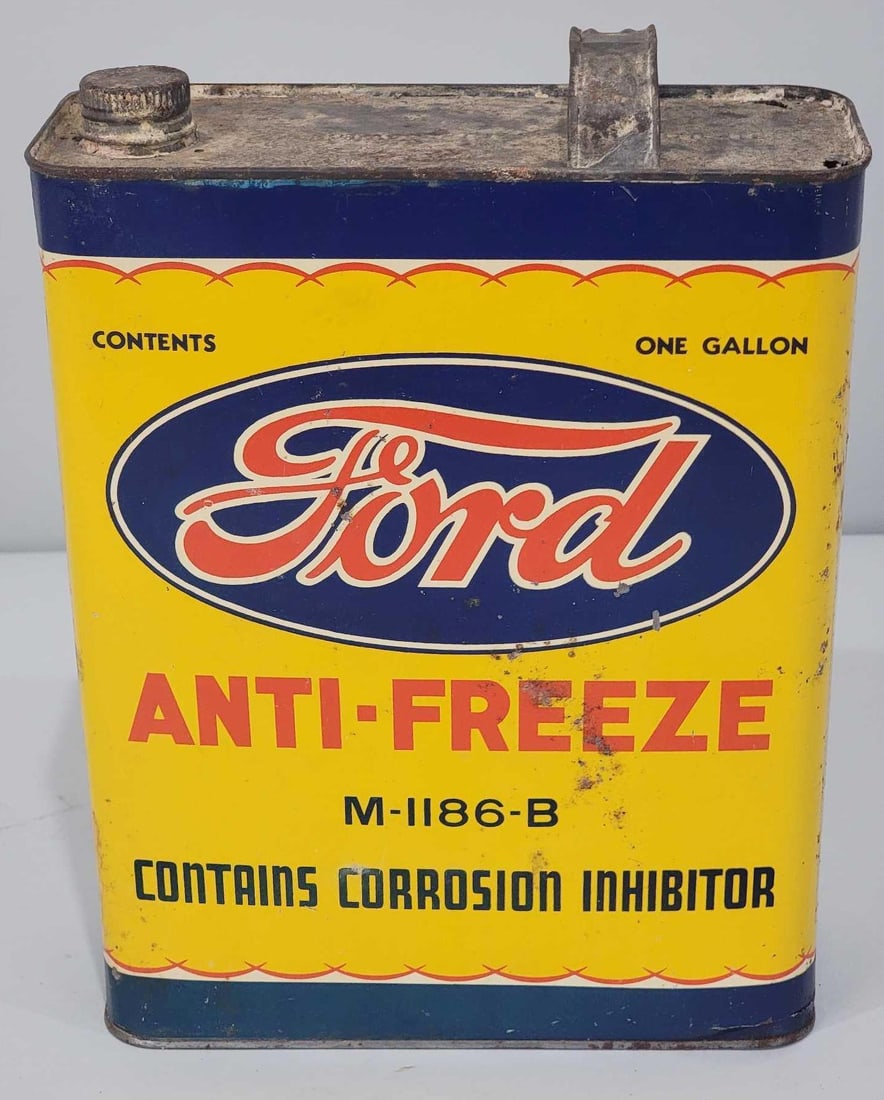 CONTENTS ONE GALLON
Ford
ANTI-FREEZE
M-1186-B
CONTAINS CORROSION INHIBITOR